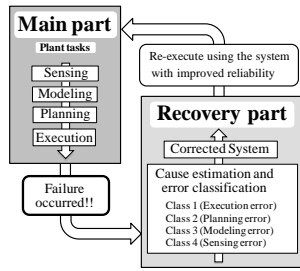 Main part
Plant tasks
Sensing
Modeling
Planning
Execution
Failure
occurred!!
Re-execute using the system
with improved reliability
Recovery part
Corrected System
Cause estimation and
error classification
Class 1 (Execution error)
Class 2 (Planning error)
Class 3 (Modeling error)
Class 4 (Sensing error)